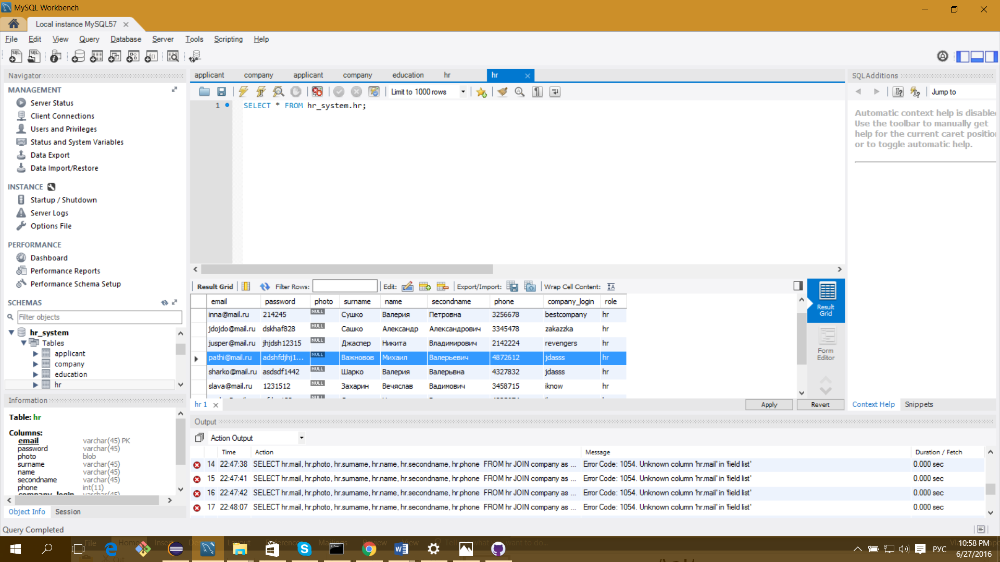 MySQL Workbench
Local instance MySQL57
File Edit View Query Database Server Tools Scripting Help
Navigator
MANAGEMENT
Server Status
Client Connections
Users and Privileges
Status and System Variables
Data Export
Data Import/Restore
INSTANCE
Startup / Shutdown
Server Logs
Options File
PERFORMANCE
Dashboard
Performance Reports
Performance Schema Setup
SCHEMAS
Filter objects
hr_system
Tables
applicant
company
education
hr
Information
Table: hr
Columns:
email varchar(45) PK
password varchar(45)
photo blob
surname varchar(45)
name varchar(45)
secondname varchar(45)
phone int(11)
company_login varchar(45)
Object Info Session
Query Completed
applicant company applicant company education hr hr
Limit to 1000 rows
1 SELECT * FROM hr_system.hr;
Result Grid Filter Rows: Edit: Export/Import: Wrap Cell Content:
email password photo surname name secondname phone company_login role
inna@mail.ru 214245 NULL Сушко Валерия Петровна 3256678 bestcompany hr
jdojdo@mail.ru dskhaf828 NULL Сашко Александр Александрович 3345478 zakazzka hr
jusper@mail.ru jhjdsh12315 NULL Джаспер Никита Владимирович 2142224 revengers hr
pathi@mail.ru adshfdjhj1... NULL Важновов Михаил Валерьевич 4872612 jdasss hr
sharko@mail.ru asdsdf1442 NULL Шарко Валерия Валерьвна 4327832 jdasss hr
slava@mail.ru 1231512 NULL Захарин Вечяслав Вадимович 3458715 iknow hr
NULL
Result Grid
Form Editor
hr 1
Apply Revert
SQLAdditions
Jump to
Automatic context help is disabled
Use the toolbar to manually get
help for the current caret position
or to toggle automatic help.
Context Help Snippets
Output
Action Output
Time Action Message Duration / Fetch
14 22:47:38 SELECT hr.mail, hr.photo, hr.surname, hr.name, hr.secondname, hr.phone FROM hr JOIN company as ... Error Code: 1054. Unknown column 'hr.mail' in 'field list' 0.000 sec
15 22:47:41 SELECT hr.mail, hr.photo, hr.surname, hr.name, hr.secondname, hr.phone FROM hr JOIN company as ... Error Code: 1054. Unknown column 'hr.mail' in 'field list' 0.000 sec
16 22:47:42 SELECT hr.mail, hr.photo, hr.surname, hr.name, hr.secondname, hr.phone FROM hr JOIN company as ... Error Code: 1054. Unknown column 'hr.mail' in 'field list' 0.000 sec
17 22:48:07 SELECT hr.mail, hr.photo, hr.surname, hr.name, hr.secondname, hr.phone FROM hr JOIN company as ... Error Code: 1054. Unknown column 'hr.mail' in 'field list' 0.000 sec
РУС
10:58 PM
6/27/2016